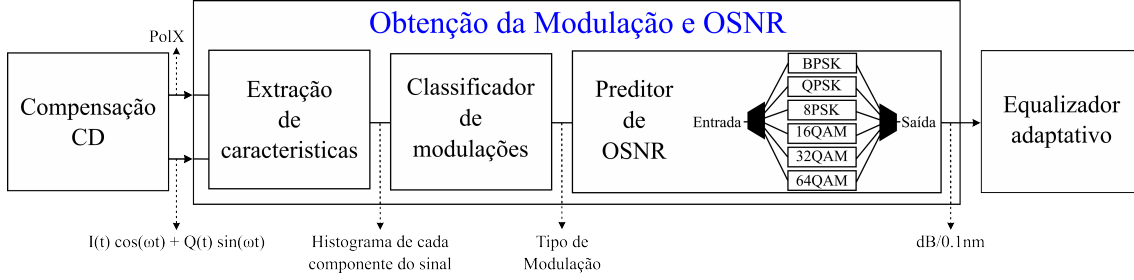 Obtenção da Modulação e OSNR
PolX
Compensação
CD
Extração
de
caracteristicas
Classificador
de
modulações
Preditor
de
OSNR
Entrada
BPSK
QPSK
8PSK
16QAM
32QAM
64QAM
Saída
Equalizador
adaptativo
I(t) cos(ωt) + Q(t) sin(ωt)
Histograma de cada
componente do sinal
Tipo de
Modulação
dB/0.1nm